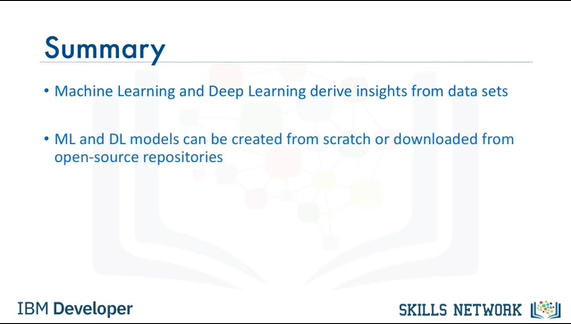 Summary
• Machine Learning and Deep Learning derive insights from data sets
• ML and DL models can be created from scratch or downloaded from
open-source repositories
IBM Developer
SKILLS NETWORK